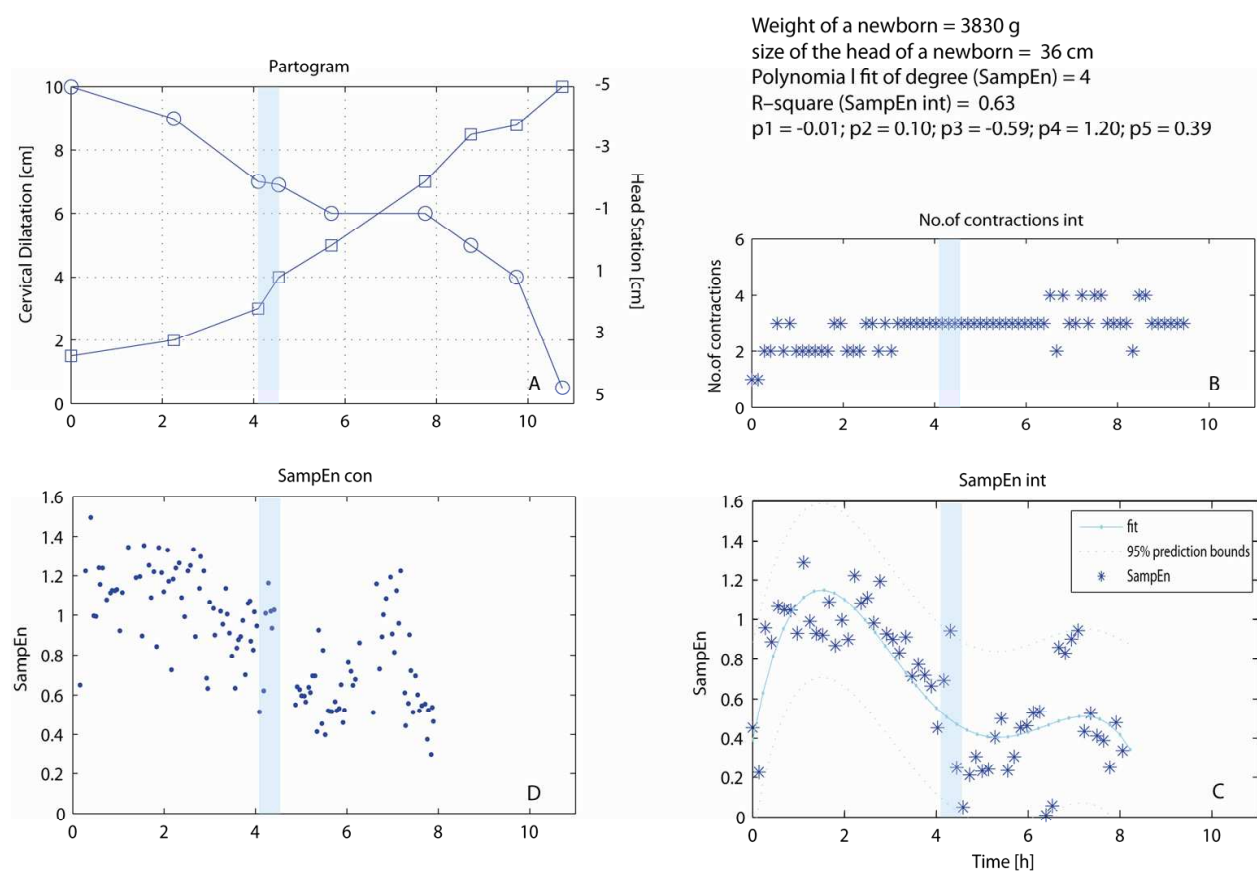 Weight of a newborn = 3830 g
size of the head of a newborn = 36 cm
Polynomia l fit of degree (SampEn) = 4
R–square (SampEn int) = 0.63
p1 = -0.01; p2 = 0.10; p3 = -0.59; p4 = 1.20; p5 = 0.39
Partogram
Cervical Dilatation [cm]
10
8
6
4
2
0
0 2 4 6 8 10
-5
-3
-1
1
3
5
Head Station [cm]
A
No.of contractions int
No.of contractions
6
4
2
0
0 2 4 6 8 10
B
SampEn con
SampEn
1.6
1.4
1.2
1
0.8
0.6
0.4
0.2
0
0 2 4 6 8 10
D
SampEn int
SampEn
1.6
1.4
1.2
1
0.8
0.6
0.4
0.2
0
0 2 4 6 8 10
Time [h]
fit
95% prediction bounds
SampEn
C